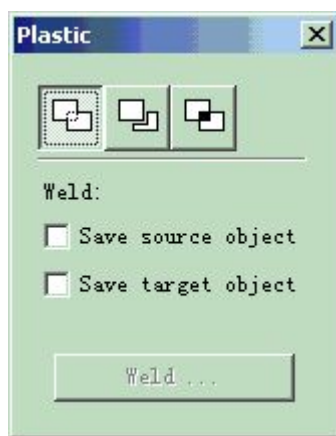 Plastic
Weld:
Save source object
Save target object
Weld ...